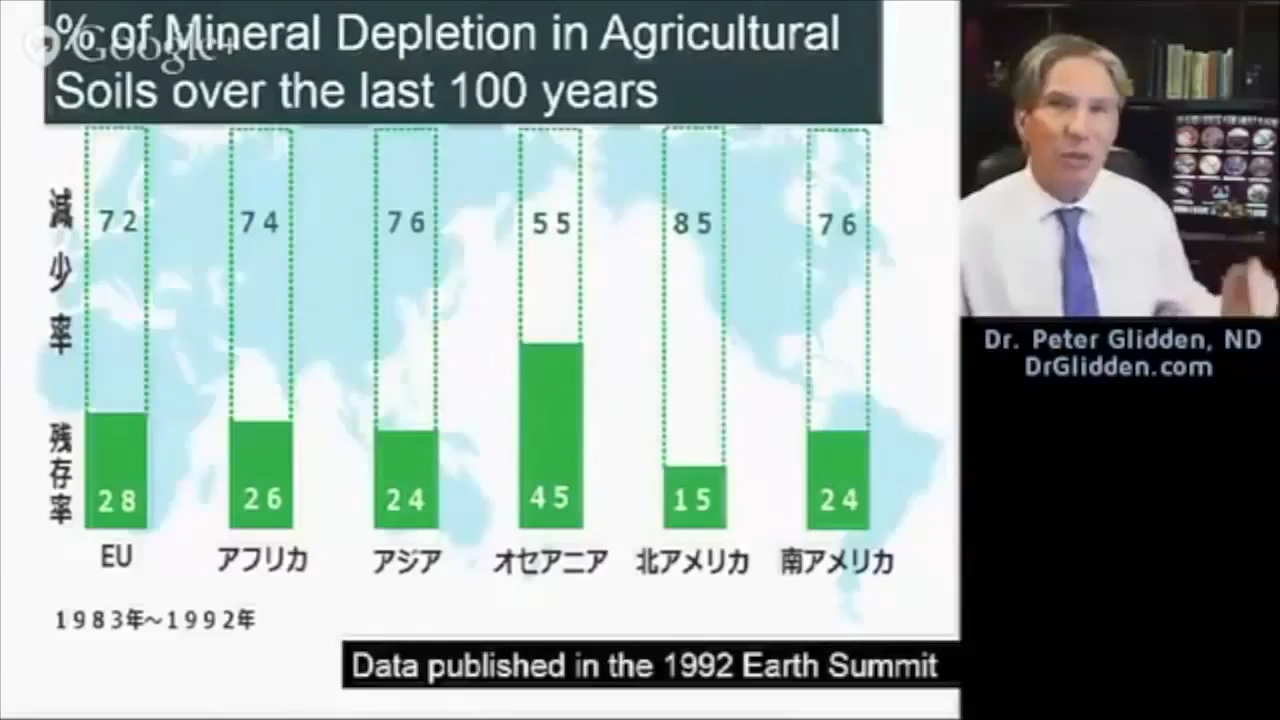 % of Mineral Depletion in Agricultural
Soils over the last 100 years
Google+
減少率
72 74 76 55 85 76
残存率
28 26 24 45 15 24
EU アフリカ アジア オセアニア 北アメリカ 南アメリカ
1983年～1992年
Data published in the 1992 Earth Summit
Dr. Peter Glidden, ND
DrGlidden.com